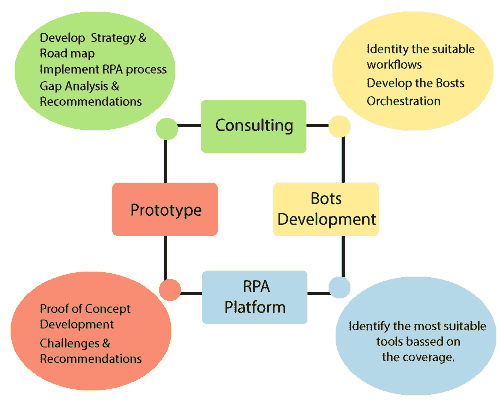 Develop Strategy &
Road map
Implement RPA process
Gap Analysis &
Recommendations
Identity the suitable
workflows
Develop the Bosts
Orchestration
Consulting
Prototype
Bots
Development
RPA
Platform
Proof of Concept
Development
Challenges &
Recommendations
Identify the most suitable
tools bassed on
the coverage.